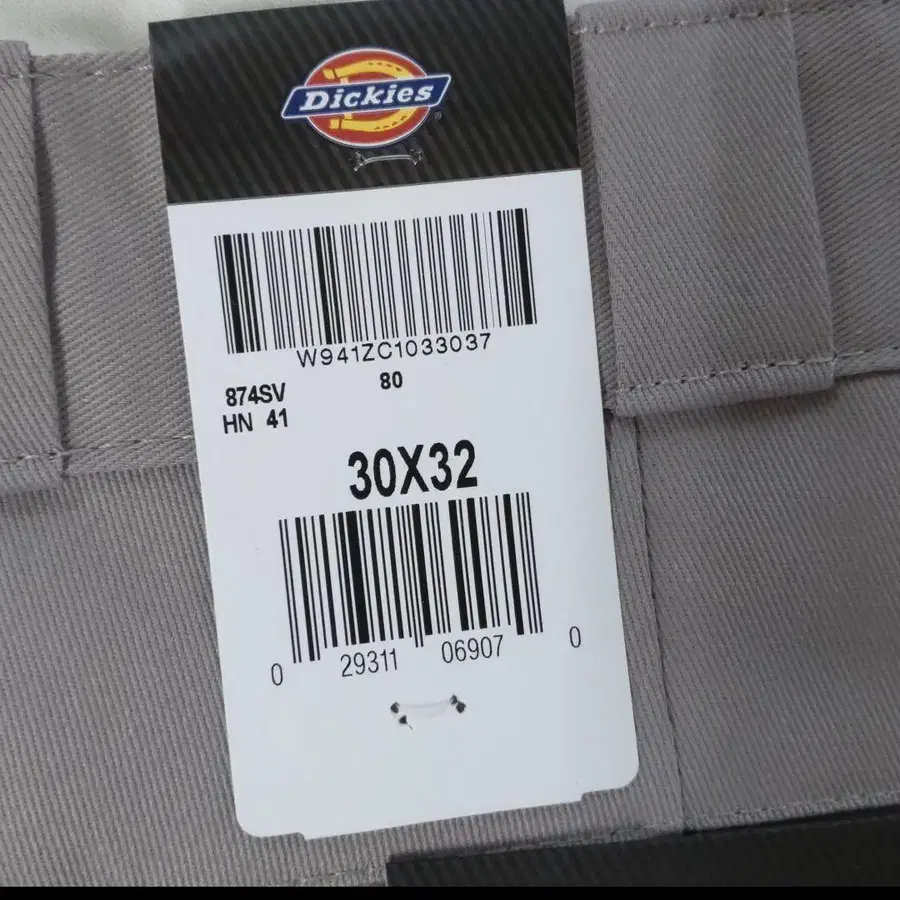 Dickies
W941ZC1033037
874SV 80
HN 41
30X32
0 29311 06907 0